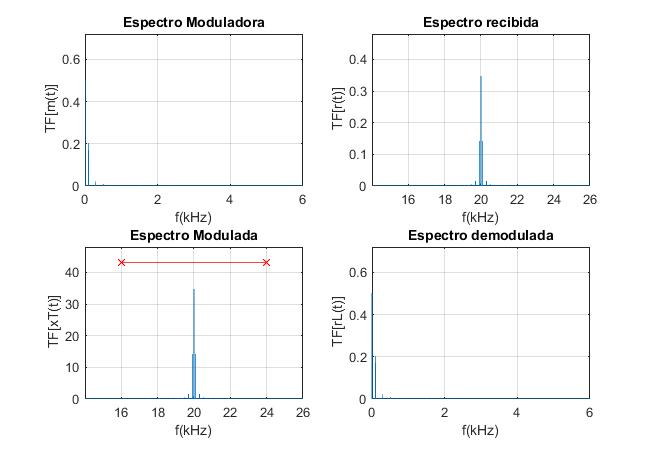 Espectro Moduladora
TF[m(t)]
0.6
0.4
0.2
0
0 2 4 6
f(kHz)
Espectro recibida
TF[r(t)]
0.4
0.3
0.2
0.1
0
16 18 20 22 24 26
f(kHz)
Espectro Modulada
TF[xT(t)]
40
30
20
10
0
16 18 20 22 24 26
f(kHz)
Espectro demodulada
TF[rL(t)]
0.6
0.4
0.2
0
0 2 4 6
f(kHz)